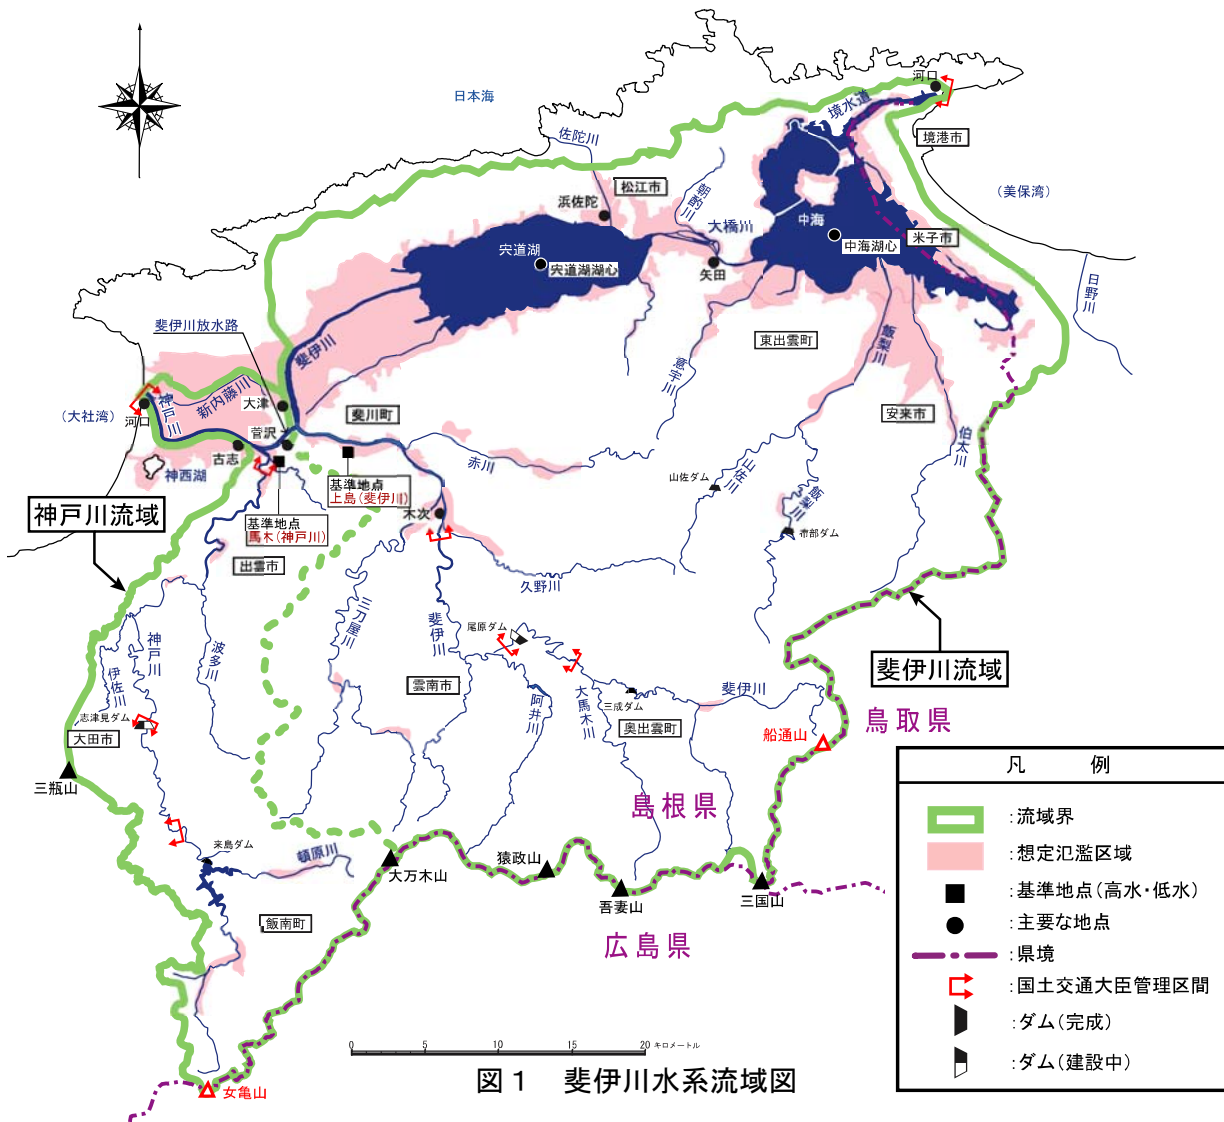 日本海
河口
境水道
境港市
佐陀川
松江市
朝酌川
(美保湾)
浜佐陀
大橋川
中海
中海湖心
米子市
宍道湖
宍道湖湖心
矢田
日野川
斐伊川放水路
斐伊川
東出雲町
飯梨川
意宇川
新内藤川
神戸川
大津
(大社湾)
河口
斐川町
安来市
菅沢
伯太川
古志
赤川
神西湖
山佐ダム
山佐川
飯梨川
基準地点
上島(斐伊川)
神戸川流域
木次
基準地点
馬木(神戸川)
布部ダム
出雲市
久野川
三刀屋川
斐伊川
尾原ダム
神戸川
波多川
伊佐川
斐伊川流域
雲南市
阿井川
大馬木川
三成ダム
斐伊川
志津見ダム
大田市
奥出雲町
鳥取県
船通山
三瓶山
島根県
来島ダム
頓原川
大万木山
猿政山
吾妻山
三国山
飯南町
広島県
女亀山
凡 例
:流域界
:想定氾濫区域
:基準地点(高水・低水)
:主要な地点
:県境
:国土交通大臣管理区間
:ダム(完成)
:ダム(建設中)
0 5 10 15 20 キロメートル
図1 斐伊川水系流域図